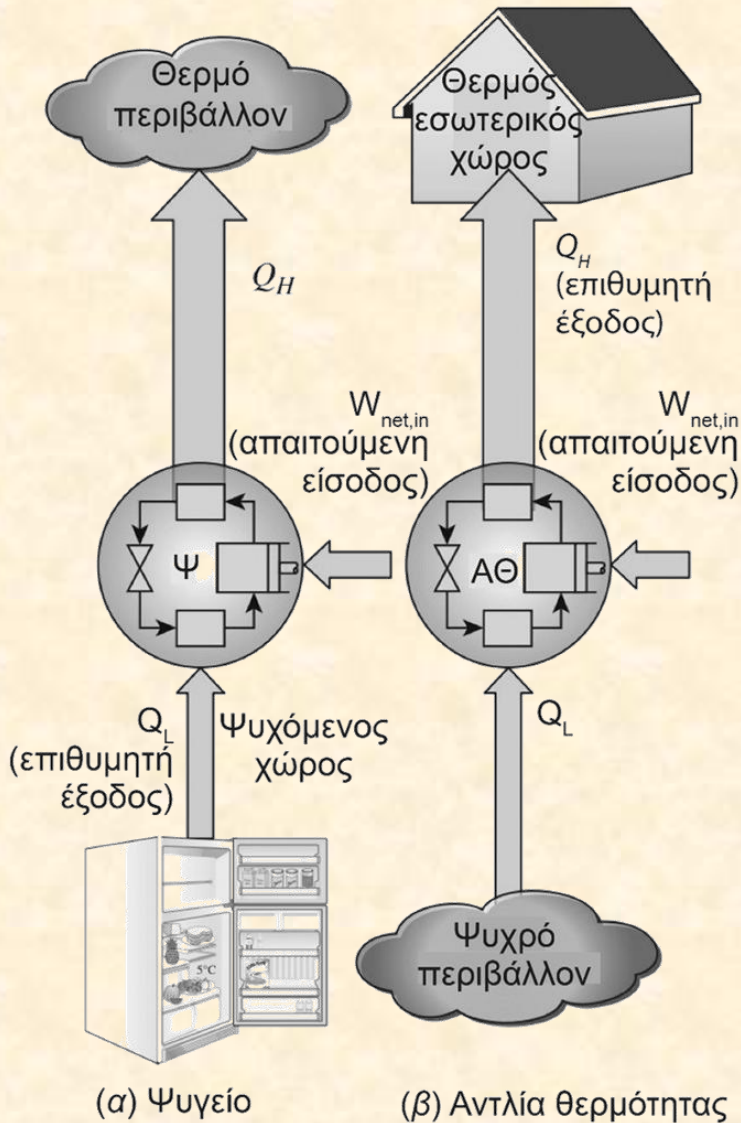 Θερμό
περιβάλλον
Q_H
W_net,in
(απαιτούμενη
είσοδος)
Ψ
Q_L
(επιθυμητή
έξοδος)
Ψυχόμενος
χώρος
5°C
(α) Ψυγείο
Θερμός
εσωτερικός
χώρος
Q_H
(επιθυμητή
έξοδος)
W_net,in
(απαιτούμενη
είσοδος)
ΑΘ
Q_L
Ψυχρό
περιβάλλον
(β) Αντλία θερμότητας